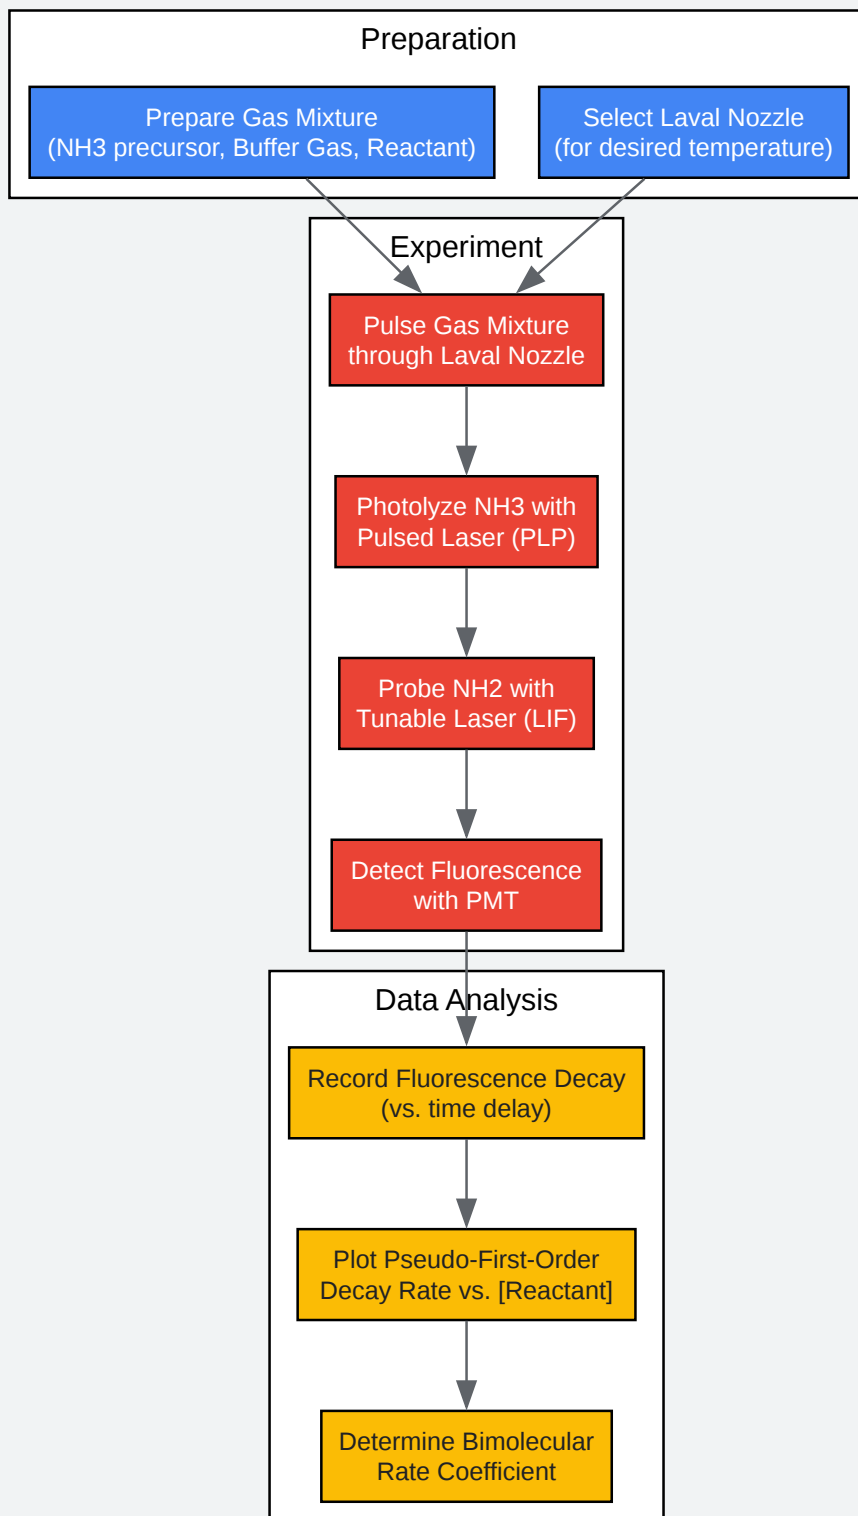 Preparation
Prepare Gas Mixture
(NH3 precursor, Buffer Gas, Reactant)
Select Laval Nozzle
(for desired temperature)
Experiment
Pulse Gas Mixture
through Laval Nozzle
Photolyze NH3 with
Pulsed Laser (PLP)
Probe NH2 with
Tunable Laser (LIF)
Detect Fluorescence
with PMT
Data Analysis
Record Fluorescence Decay
(vs. time delay)
Plot Pseudo-First-Order
Decay Rate vs. [Reactant]
Determine Bimolecular
Rate Coefficient